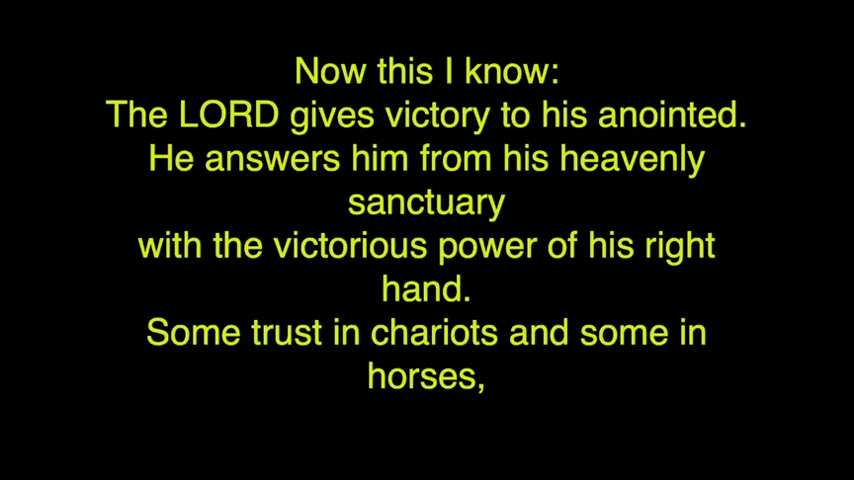 Now this I know:
The LORD gives victory to his anointed.
He answers him from his heavenly
sanctuary
with the victorious power of his right
hand.
Some trust in chariots and some in
horses,